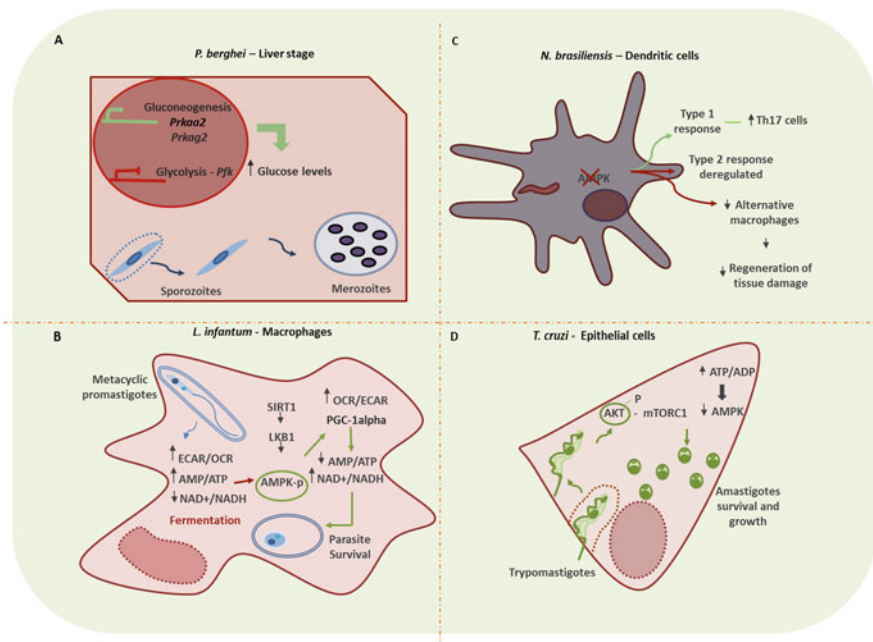 A
P. berghei – Liver stage
Gluconeogenesis
Prkaa2
Prkag2
Glycolysis - Pfk
↑ Glucose levels
Sporozoites
Merozoites
C
N. brasiliensis – Dendritic cells
AMPK
Type 1
response
↑ Th17 cells
Type 2 response
deregulated
↓ Alternative
macrophages
↓
↓ Regeneration of
tissue damage
B
L. infantum - Macrophages
Metacyclic
promastigotes
↑ ECAR/OCR
↑ AMP/ATP
↓ NAD+/NADH
Fermentation
SIRT1
↓
LKB1
↓
AMPK-p
↑ OCR/ECAR
PGC-1alpha
↓ AMP/ATP
↑ NAD+/NADH
Parasite
Survival
D
T. cruzi - Epithelial cells
↑ ATP/ADP
↓ AMPK
P
AKT - mTORC1
Amastigotes
survival and
growth
Trypomastigotes